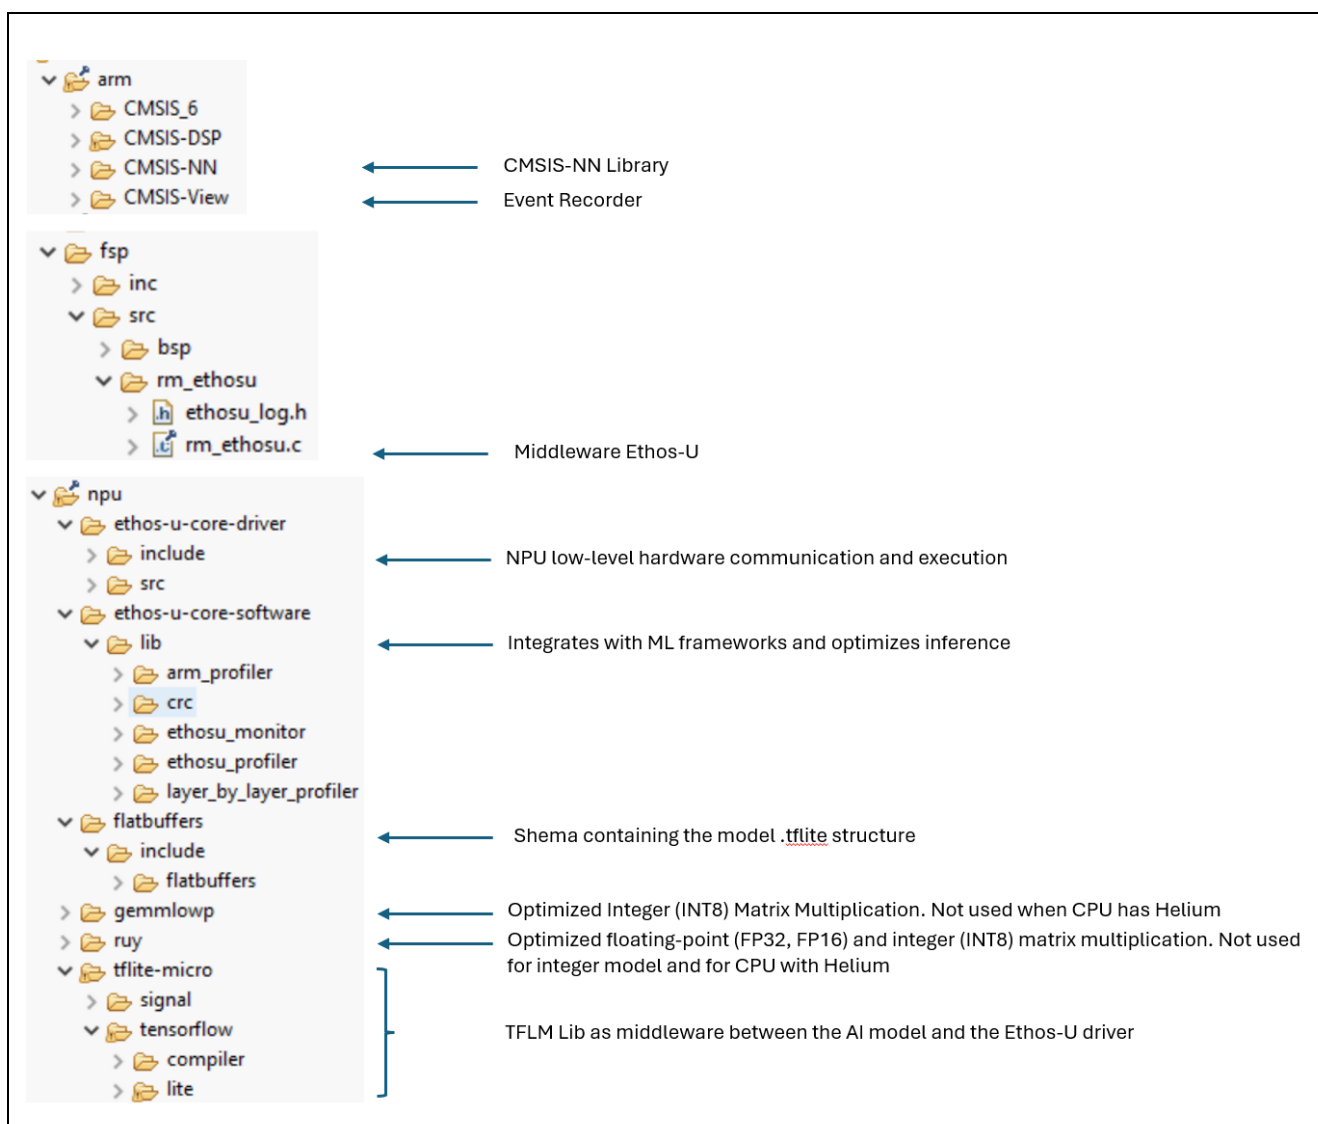 arm
CMSIS_6
CMSIS-DSP
CMSIS-NN
CMSIS-NN Library
CMSIS-View
Event Recorder
fsp
inc
src
bsp
rm_ethosu
.h ethosu_log.h
.c rm_ethosu.c
Middleware Ethos-U
npu
ethos-u-core-driver
include
NPU low-level hardware communication and execution
src
ethos-u-core-software
lib
Integrates with ML frameworks and optimizes inference
arm_profiler
crc
ethosu_monitor
ethosu_profiler
layer_by_layer_profiler
flatbuffers
Shema containing the model .tflite structure
include
flatbuffers
gemmlowp
Optimized Integer (INT8) Matrix Multiplication. Not used when CPU has Helium
ruy
Optimized floating-point (FP32, FP16) and integer (INT8) matrix multiplication. Not used
for integer model and for CPU with Helium
tflite-micro
signal
tensorflow
TFLM Lib as middleware between the AI model and the Ethos-U driver
compiler
lite